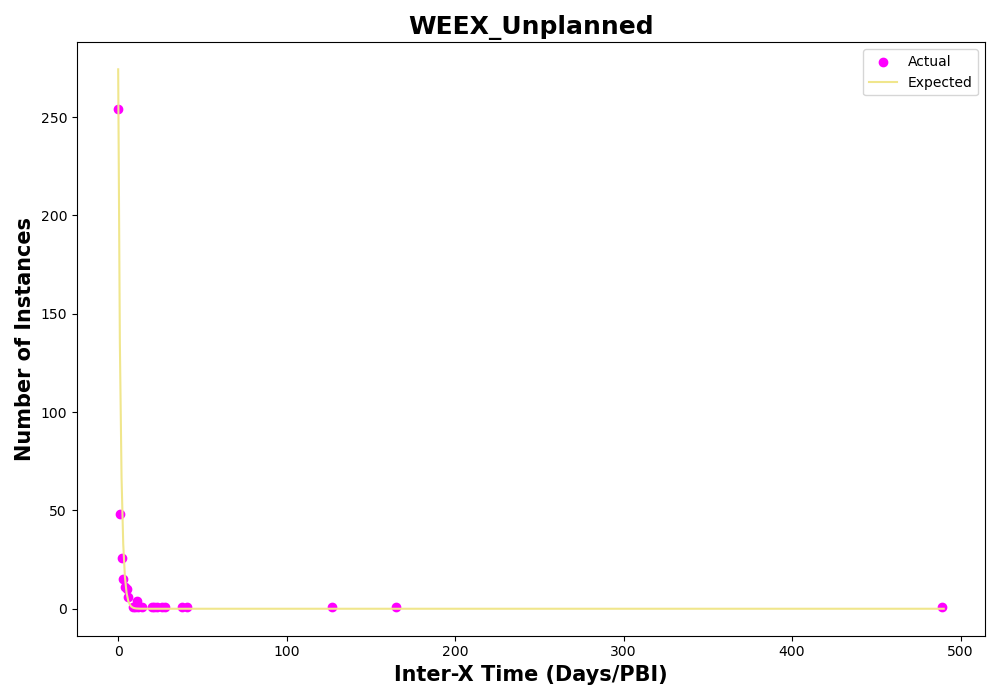 WEEX_Unplanned
Actual
Expected
Number of Instances
250
200
150
100
50
0
0
100
200
300
400
500
Inter-X Time (Days/PBI)